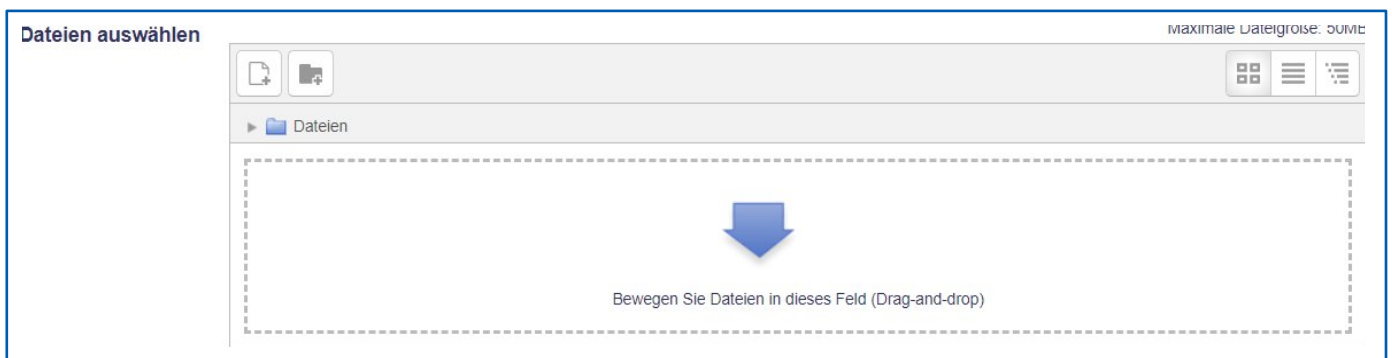 Dateien auswählen
Maximale Dateigröße: 50MB
Dateien
Bewegen Sie Dateien in dieses Feld (Drag-and-drop)